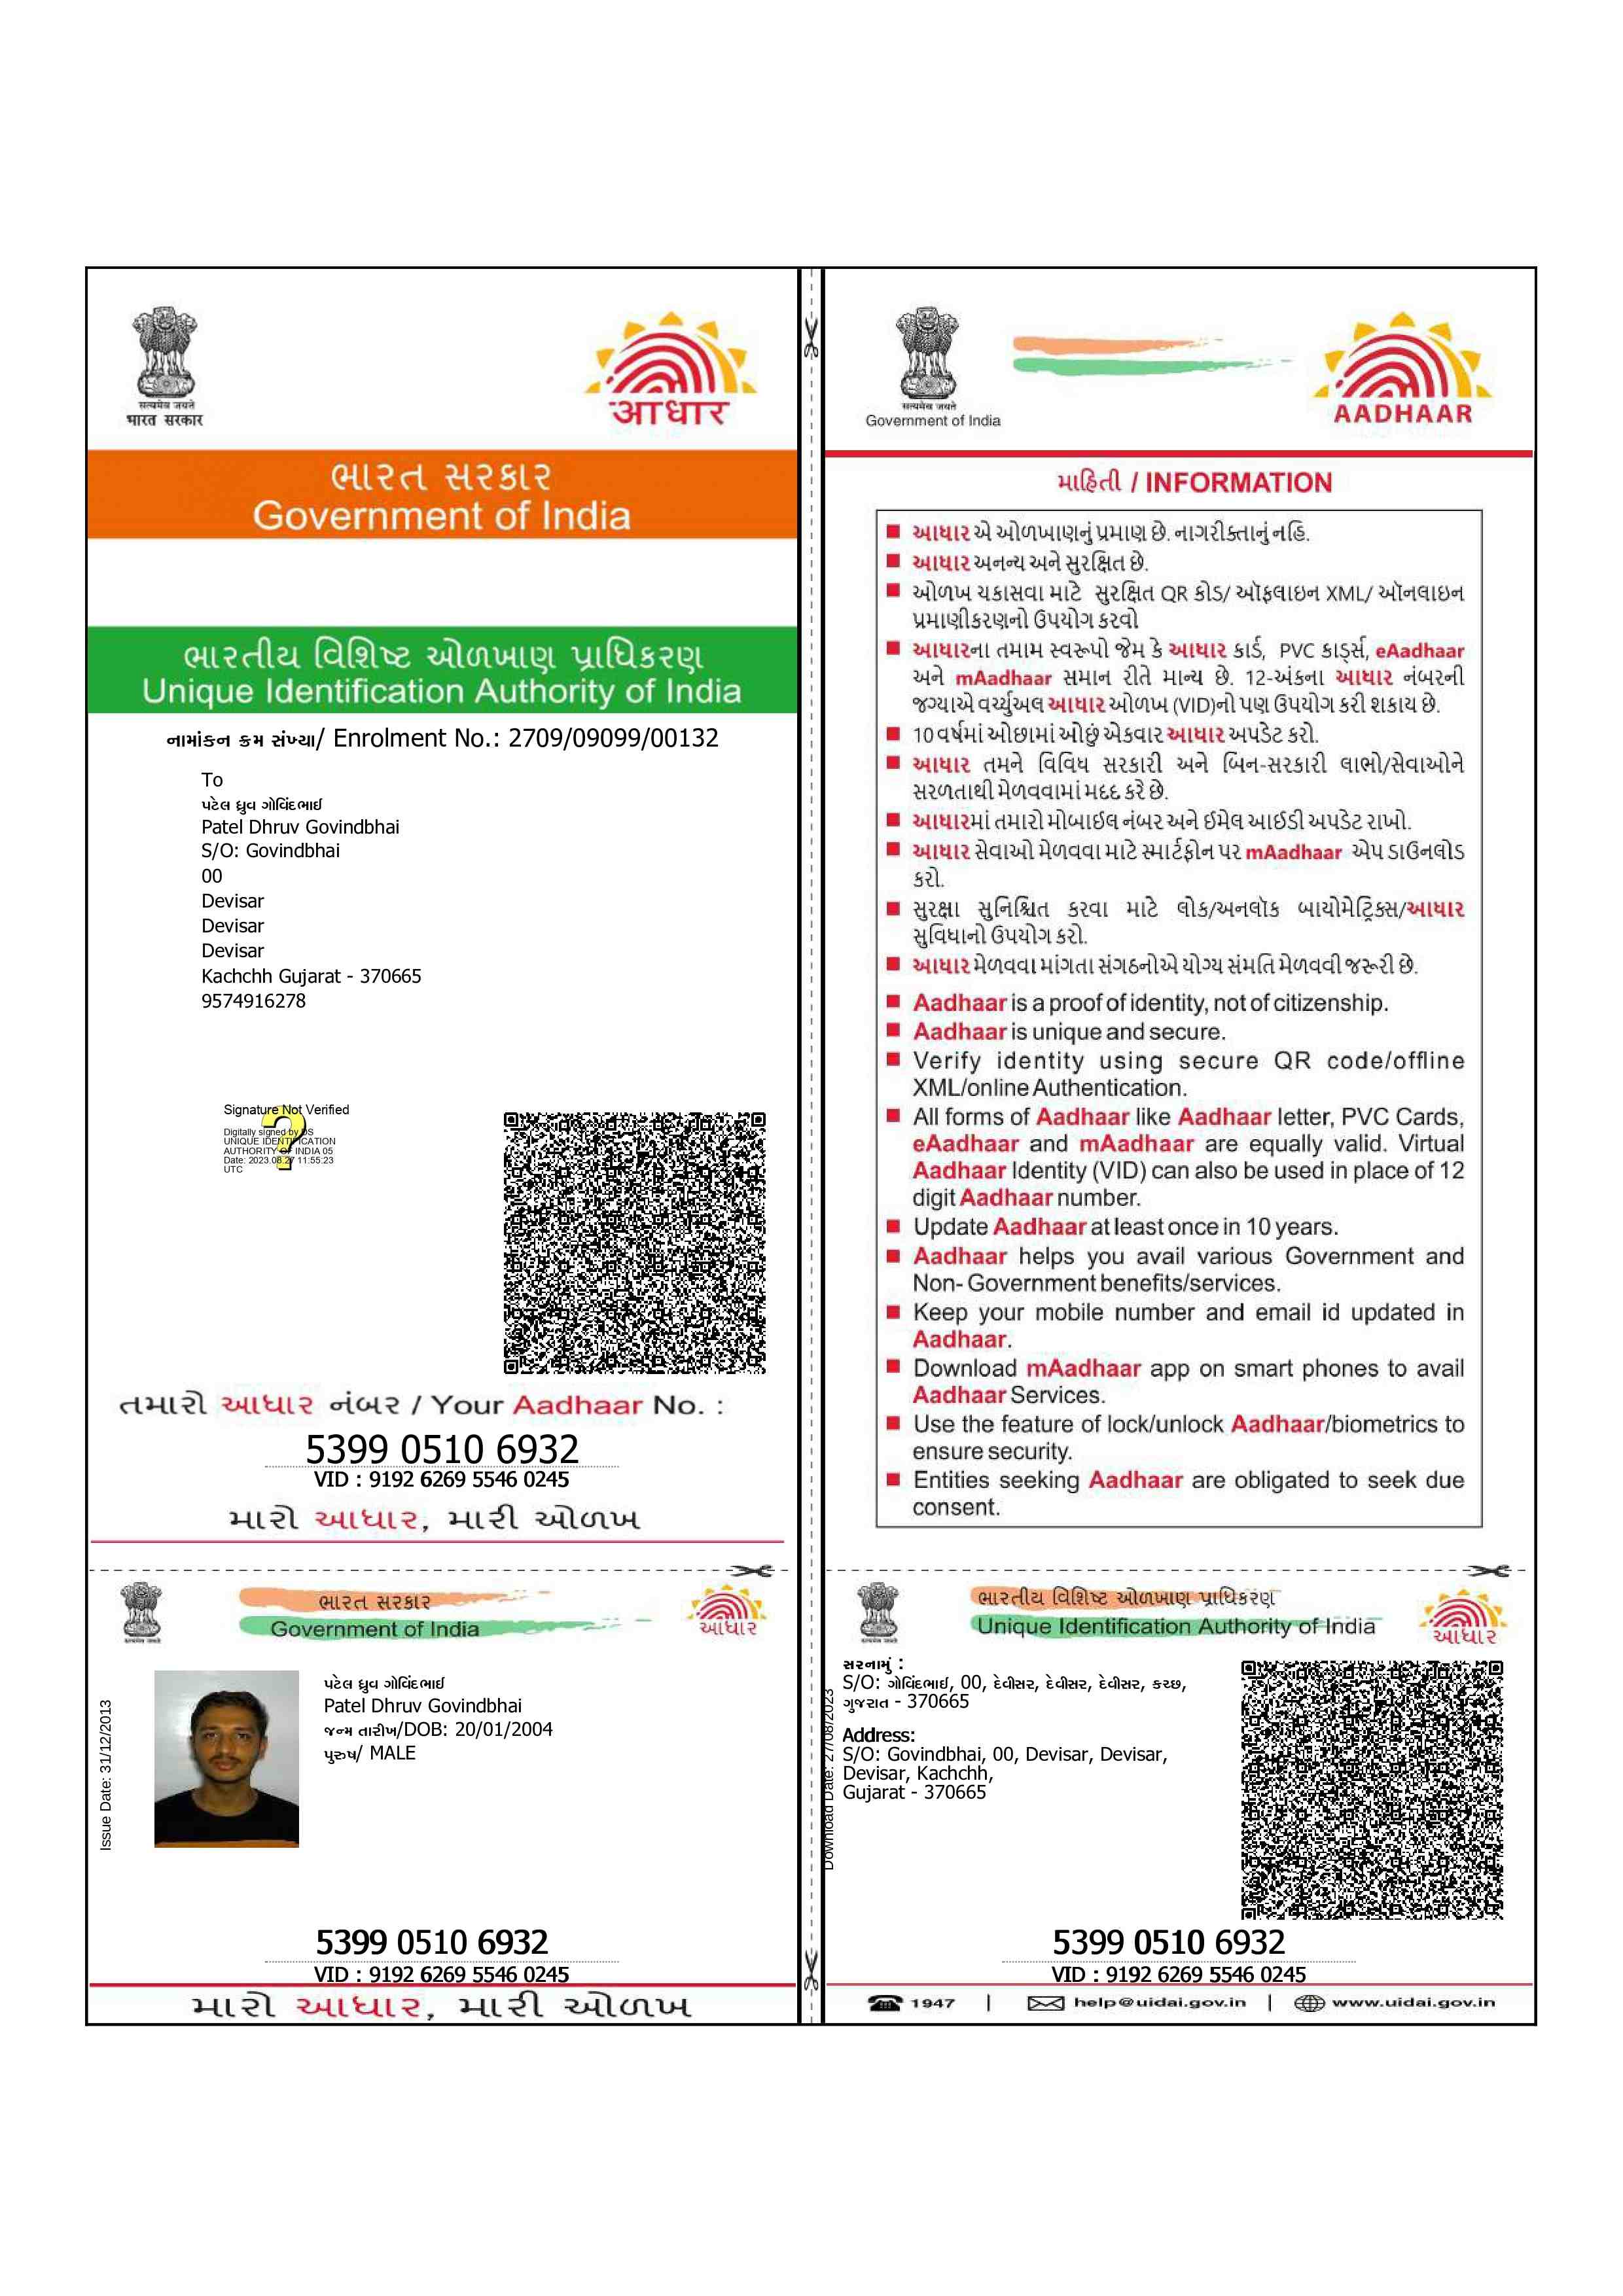 सत्यमेव जयते
भारत सरकार
आधार
ભારત સરકાર
Government of India
ભારતીય વિશિષ્ટ ઓળખાણ પ્રાધિકરણ
Unique Identification Authority of India
નામાંકન ક્રમ સંખ્યા/ Enrolment No.: 2709/09099/00132
To
પટેલ ધ્રુવ ગોવિંદભાઈ
Patel Dhruv Govindbhai
S/O: Govindbhai
00
Devisar
Devisar
Devisar
Kachchh Gujarat - 370665
9574916278
Signature Not Verified
Digitally signed by DS
UNIQUE IDENTIFICATION
AUTHORITY OF INDIA 05
Date: 2023.08.27 11:55:23
UTC
તમારો આધાર નંબર / Your Aadhaar No. :
5399 0510 6932
VID : 9192 6269 5546 0245
મારો આધાર, મારી ઓળખ
सत्यमेव जयते
Government of India
AADHAAR
માહિતી / INFORMATION
આધાર એ ઓળખાણનું પ્રમાણ છે. નાગરીકતાનું નહિ.
આધાર અનન્ય અને સુરક્ષિત છે.
ઓળખ ચકાસવા માટે સુરક્ષિત QR કોડ/ ઑફલાઇન XML/ ઑનલાઇન
પ્રમાણીકરણનો ઉપયોગ કરવો
આધારના તમામ સ્વરૂપો જેમ કે આધાર કાર્ડ, PVC કાર્ડ્સ, eAadhaar
અને mAadhaar સમાન રીતે માન્ય છે. 12-અંકના આધાર નંબરની
જગ્યાએ વર્ચ્યુઅલ આધાર ઓળખ (VID)નો પણ ઉપયોગ કરી શકાય છે.
10 વર્ષમાં ઓછામાં ઓછું એકવાર આધાર અપડેટ કરો.
આધાર તમને વિવિધ સરકારી અને બિન-સરકારી લાભો/સેવાઓને
સરળતાથી મેળવવામાં મદદ કરે છે.
આધારમાં તમારો મોબાઈલ નંબર અને ઈમેલ આઈડી અપડેટ રાખો.
આધાર સેવાઓ મેળવવા માટે સ્માર્ટફોન પર mAadhaar એપ ડાઉનલોડ
કરો.
સુરક્ષા સુનિશ્ચિત કરવા માટે લોક/અનલૉક બાયોમેટ્રિક્સ/આધાર
સુવિધાનો ઉપયોગ કરો.
આધાર મેળવવા માંગતા સંગઠનોએ યોગ્ય સંમતિ મેળવવી જરૂરી છે.
Aadhaar is a proof of identity, not of citizenship.
Aadhaar is unique and secure.
Verify identity using secure QR code/offline
XML/online Authentication.
All forms of Aadhaar like Aadhaar letter, PVC Cards,
eAadhaar and mAadhaar are equally valid. Virtual
Aadhaar Identity (VID) can also be used in place of 12
digit Aadhaar number.
Update Aadhaar at least once in 10 years.
Aadhaar helps you avail various Government and
Non- Government benefits/services.
Keep your mobile number and email id updated in
Aadhaar.
Download mAadhaar app on smart phones to avail
Aadhaar Services.
Use the feature of lock/unlock Aadhaar/biometrics to
ensure security.
Entities seeking Aadhaar are obligated to seek due
consent.
सत्यमेव जयते
ભારત સરકાર
Government of India
આધાર
Issue Date: 31/12/2013
પટેલ ધ્રુવ ગોવિંદભાઈ
Patel Dhruv Govindbhai
જન્મ તારીખ/DOB: 20/01/2004
પુરુષ/ MALE
5399 0510 6932
VID : 9192 6269 5546 0245
મારો આધાર, મારી ઓળખ
सत्यमेव जयते
ભારતીય વિશિષ્ટ ઓળખાણ પ્રાધિકરણ
Unique Identification Authority of India
આધાર
Download Date: 27/08/2023
સરનામું :
S/O: ગોવિંદભાઈ, 00, દેવીસર, દેવીસર, દેવીસર, કચ્છ,
ગુજરાત - 370665
Address:
S/O: Govindbhai, 00, Devisar, Devisar,
Devisar, Kachchh,
Gujarat - 370665
5399 0510 6932
VID : 9192 6269 5546 0245
1947 | help@uidai.gov.in | www.uidai.gov.in